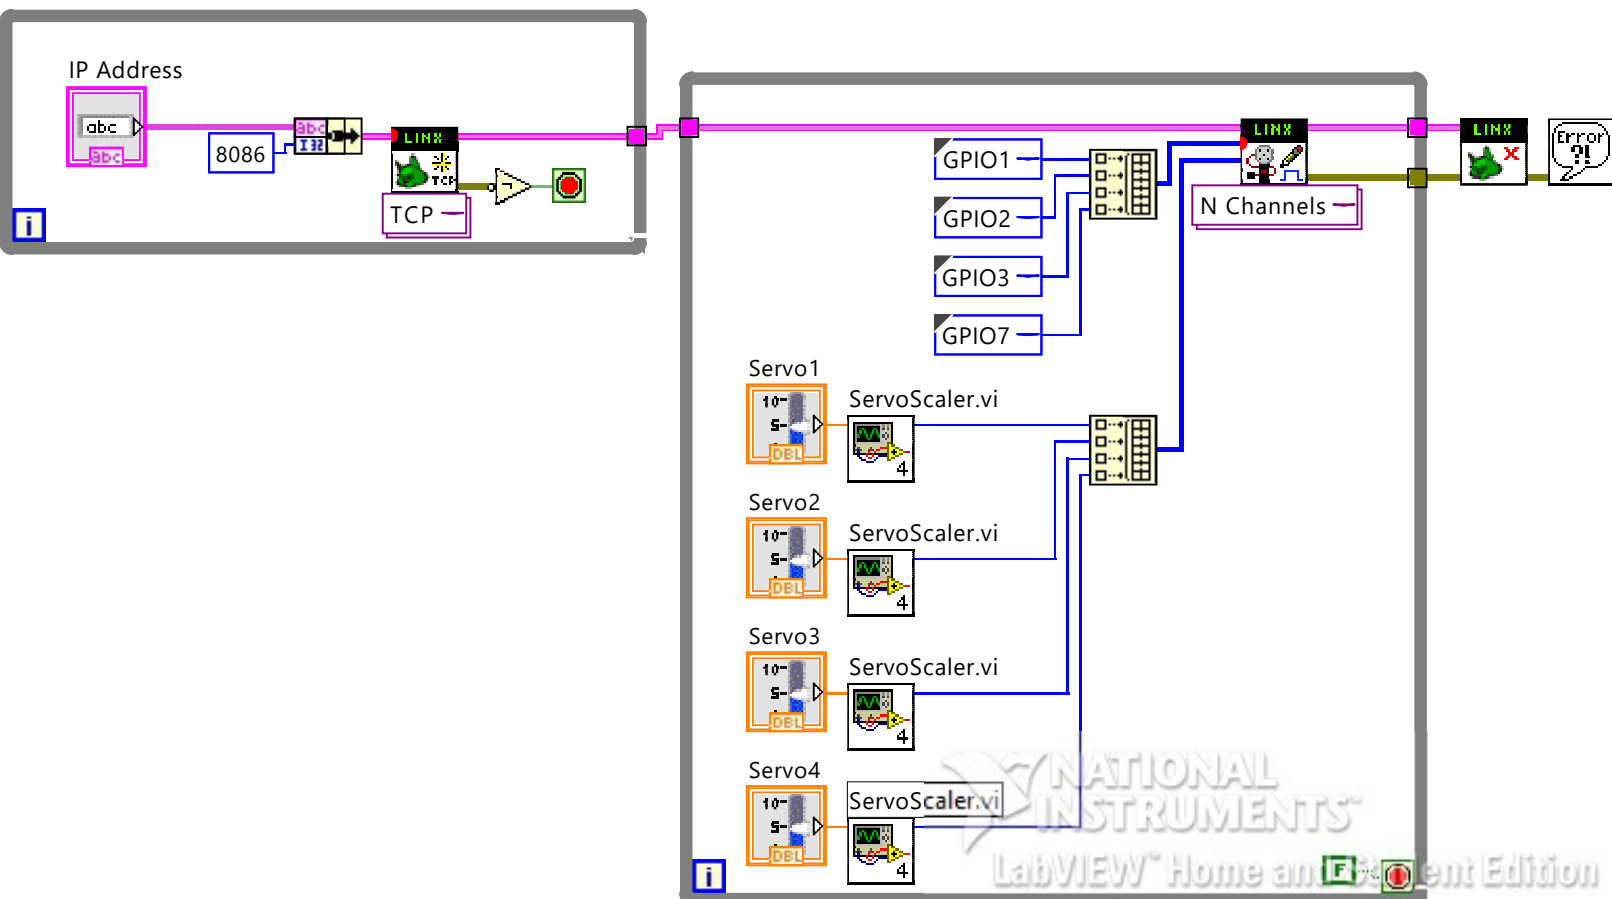 IP Address
abc
abc
8086
abc
I32
LINX
TCP
TCP
i
GPIO1
GPIO2
GPIO3
GPIO7
LINX
N Channels
LINX
Error
?!
Servo1
10
5
DBL
ServoScaler.vi
4
Servo2
10
5
DBL
ServoScaler.vi
4
Servo3
10
5
DBL
ServoScaler.vi
4
Servo4
10
5
DBL
ServoScaler.vi
4
i
F
NATIONAL
INSTRUMENTS
LabVIEW™ Home and Student Edition